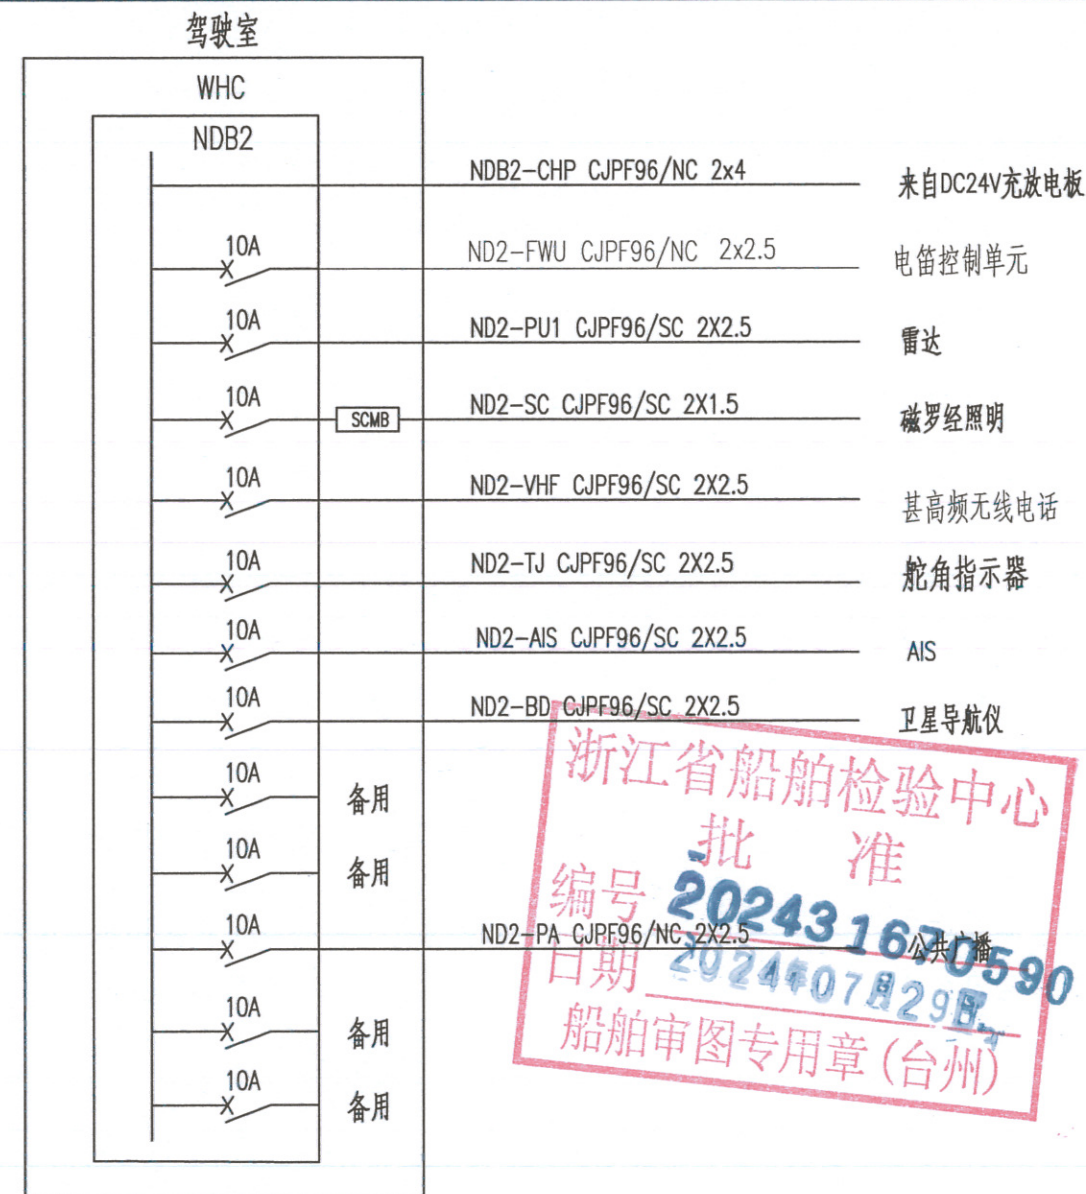 驾驶室
WHC
NDB2
NDB2-CHP CJPF96/NC 2x4 来自DC24V充放电板
10A ND2-FWU CJPF96/NC 2x2.5 电笛控制单元
10A ND2-PU1 CJPF96/SC 2X2.5 雷达
10A SCMB ND2-SC CJPF96/SC 2X1.5 磁罗经照明
10A ND2-VHF CJPF96/SC 2X2.5 甚高频无线电话
10A ND2-TJ CJPF96/SC 2X2.5 舵角指示器
10A ND2-AIS CJPF96/SC 2X2.5 AIS
10A ND2-BD CJPF96/SC 2X2.5 卫星导航仪
10A 备用
10A 备用
10A ND2-PA CJPF96/NC 2X2.5 公共广播
10A 备用
10A 备用
浙江省船舶检验中心
批 准
编号 202431670590
日期 2024年07月29日
船舶审图专用章(台州)